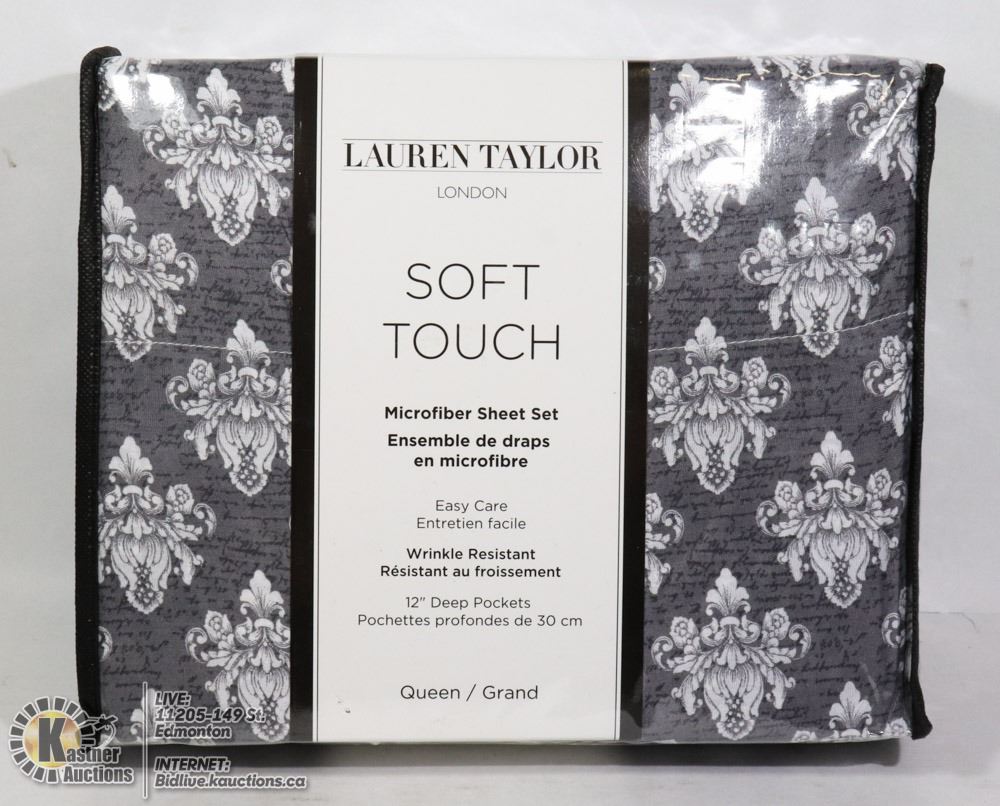 LAUREN TAYLOR
LONDON
SOFT
TOUCH
Microfiber Sheet Set
Ensemble de draps
en microfibre
Easy Care
Entretien facile
Wrinkle Resistant
Résistant au froissement
12" Deep Pockets
Pochettes profondes de 30 cm
Queen / Grand
Kastner
Auctions
LIVE:
11205-149 St.
Edmonton
INTERNET:
Bidlive.kauctions.ca